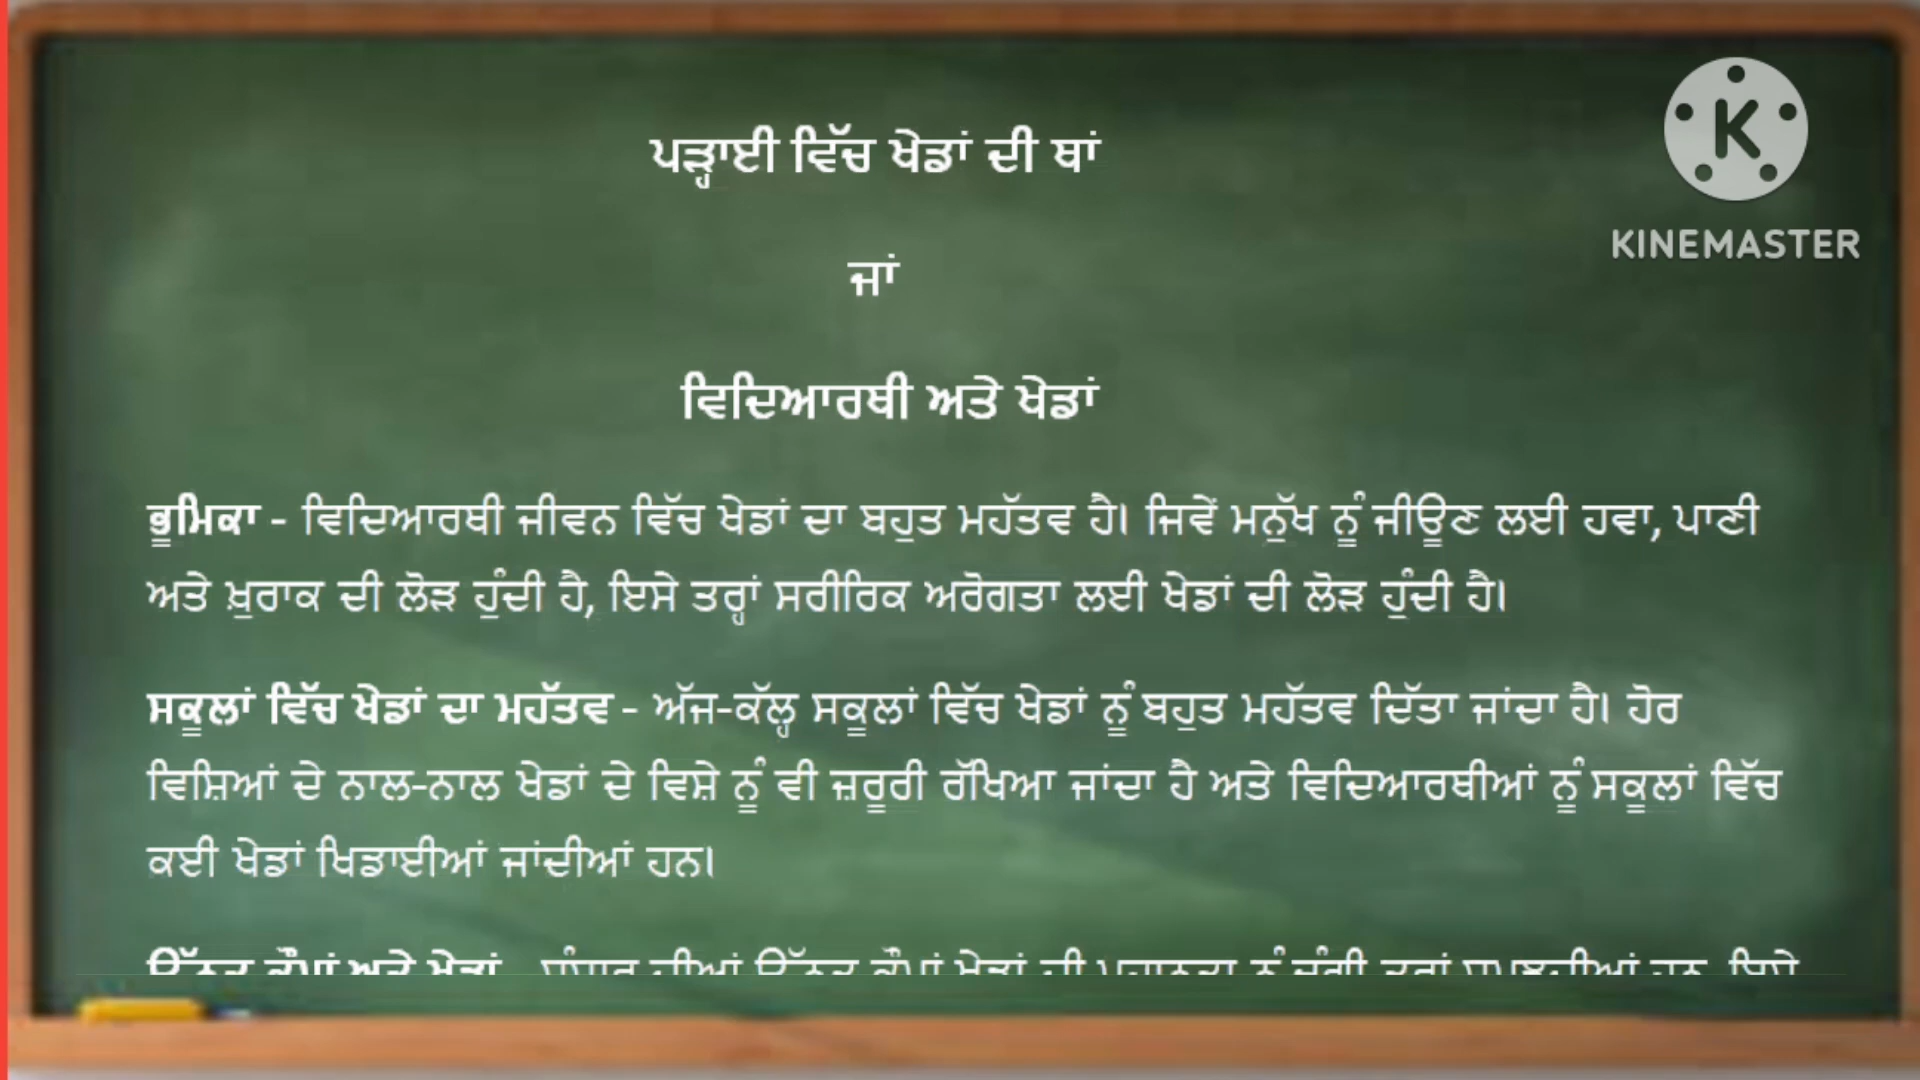 ਪੜ੍ਹਾਈ ਵਿੱਚ ਖੇਡਾਂ ਦੀ ਥਾਂ
ਜਾਂ
ਵਿਦਿਆਰਥੀ ਅਤੇ ਖੇਡਾਂ
KINEMASTER
ਭੂਮਿਕਾ - ਵਿਦਿਆਰਥੀ ਜੀਵਨ ਵਿੱਚ ਖੇਡਾਂ ਦਾ ਬਹੁਤ ਮਹੱਤਵ ਹੈ। ਜਿਵੇਂ ਮਨੁੱਖ ਨੂੰ ਜੀਊਣ ਲਈ ਹਵਾ, ਪਾਣੀ
ਅਤੇ ਖ਼ੁਰਾਕ ਦੀ ਲੋੜ ਹੁੰਦੀ ਹੈ, ਇਸੇ ਤਰ੍ਹਾਂ ਸਰੀਰਿਕ ਅਰੋਗਤਾ ਲਈ ਖੇਡਾਂ ਦੀ ਲੋੜ ਹੁੰਦੀ ਹੈ।
ਸਕੂਲਾਂ ਵਿੱਚ ਖੇਡਾਂ ਦਾ ਮਹੱਤਵ - ਅੱਜ-ਕੱਲ੍ਹ ਸਕੂਲਾਂ ਵਿੱਚ ਖੇਡਾਂ ਨੂੰ ਬਹੁਤ ਮਹੱਤਵ ਦਿੱਤਾ ਜਾਂਦਾ ਹੈ। ਹੋਰ
ਵਿਸ਼ਿਆਂ ਦੇ ਨਾਲ-ਨਾਲ ਖੇਡਾਂ ਦੇ ਵਿਸ਼ੇ ਨੂੰ ਵੀ ਜ਼ਰੂਰੀ ਰੱਖਿਆ ਜਾਂਦਾ ਹੈ ਅਤੇ ਵਿਦਿਆਰਥੀਆਂ ਨੂੰ ਸਕੂਲਾਂ ਵਿੱਚ
ਕਈ ਖੇਡਾਂ ਖਿਡਾਈਆਂ ਜਾਂਦੀਆਂ ਹਨ।